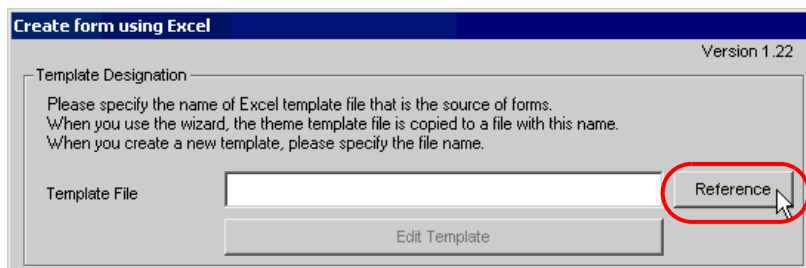 Create form using Excel
Version 1.22
Template Designation
Please specify the name of Excel template file that is the source of forms.
When you use the wizard, the theme template file is copied to a file with this name.
When you create a new template, please specify the file name.
Template File
Reference
Edit Template